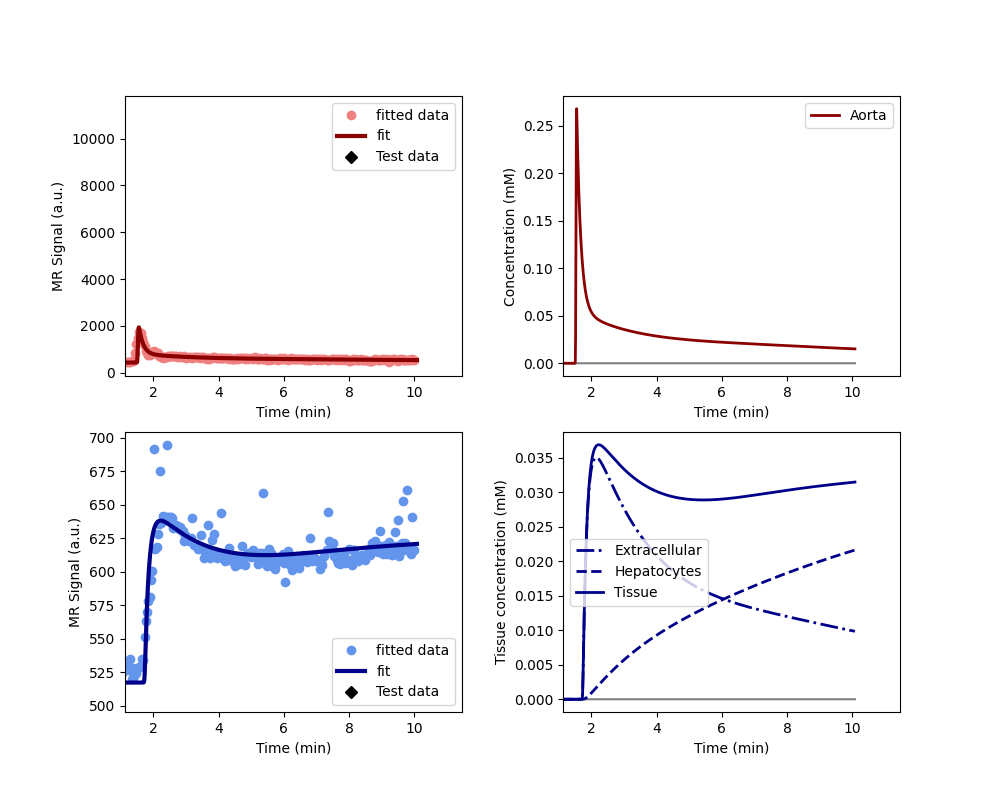 MR Signal (a.u.)
10000
8000
6000
4000
2000
0
fitted data
fit
Test data
2 4 6 8 10
Time (min)
Concentration (mM)
0.25
0.20
0.15
0.10
0.05
0.00
Aorta
2 4 6 8 10
Time (min)
MR Signal (a.u.)
700
675
650
625
600
575
550
525
500
fitted data
fit
Test data
2 4 6 8 10
Time (min)
Tissue concentration (mM)
0.035
0.030
0.025
0.020
0.015
0.010
0.005
0.000
Extracellular
Hepatocytes
Tissue
2 4 6 8 10
Time (min)